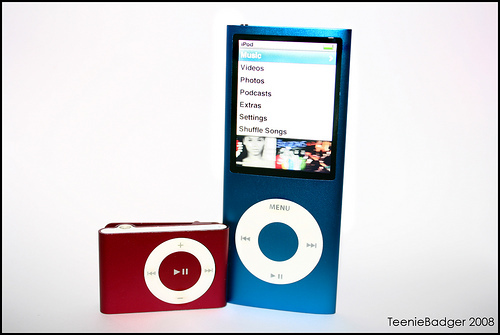 iPod
Music
Videos
Photos
Podcasts
Extras
Settings
Shuffle Songs
MENU
TeenieBadger 2008